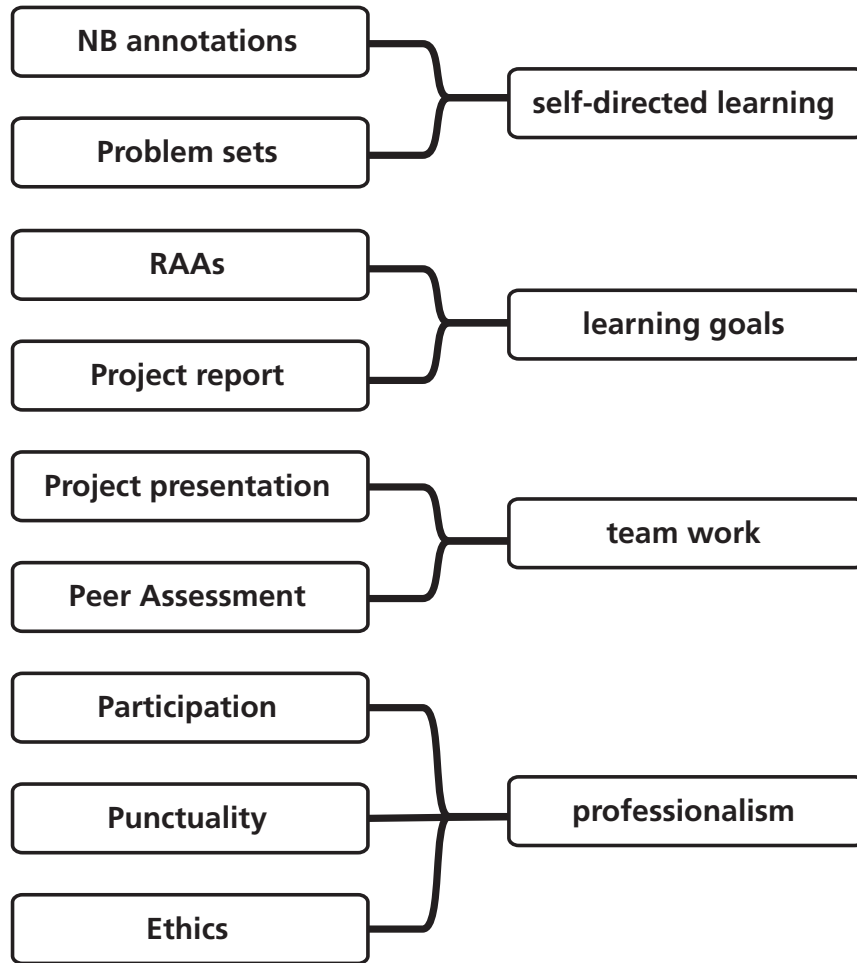 NB annotations
Problem sets
self-directed learning
RAAs
Project report
learning goals
Project presentation
Peer Assessment
team work
Participation
Punctuality
Ethics
professionalism